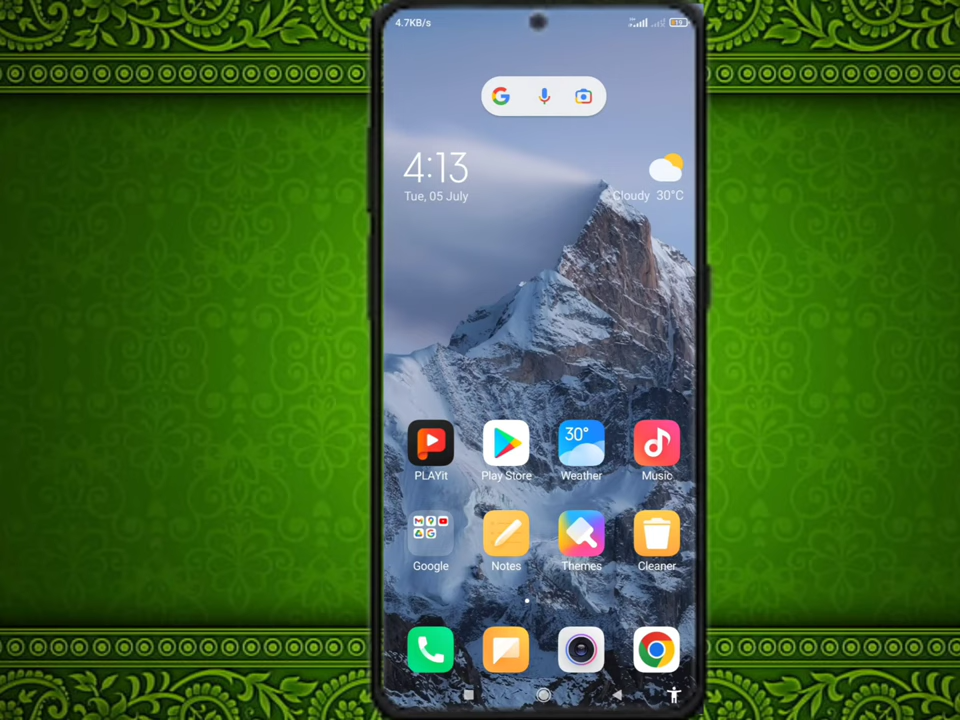 4.7KB/s
19
4:13
Tue, 05 July
Cloudy 30°C
30°
PLAYit
Play Store
Weather
Music
Google
Notes
Themes
Cleaner